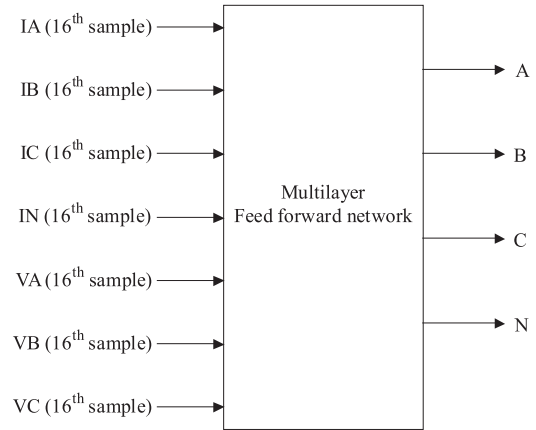 IA (16th sample)
IB (16th sample)
IC (16th sample)
IN (16th sample)
VA (16th sample)
VB (16th sample)
VC (16th sample)
Multilayer
Feed forward network
A
B
C
N